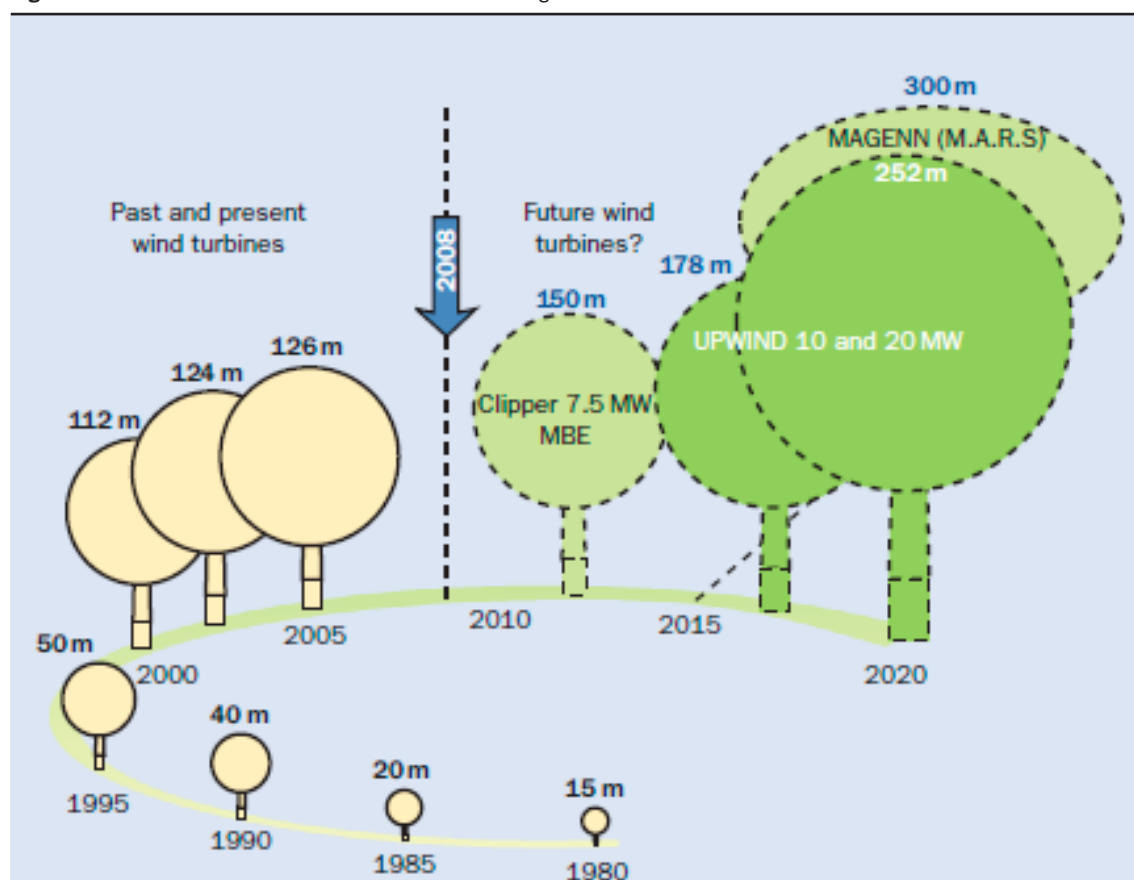 300 m
MAGENN (M.A.R.S)
252 m
Past and present
wind turbines
2008
Future wind
turbines?
178 m
150 m
UPWIND 10 and 20 MW
126 m
124 m
112 m
Clipper 7.5 MW
MBE
2010
2015
2005
50 m
2000
2020
40 m
20 m
15 m
1995
1990
1985
1980